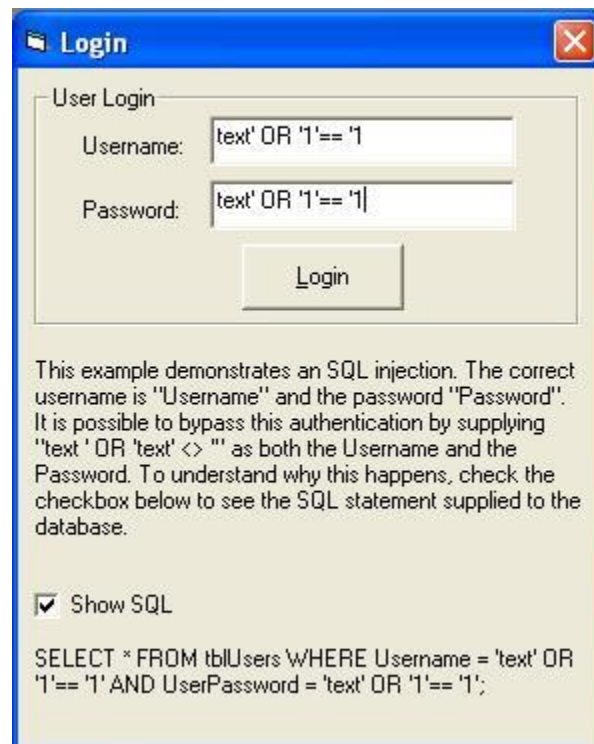 Login
User Login
Username:
text' OR '1'== '1
Password:
text' OR '1'== '1
Login
This example demonstrates an SQL injection. The correct
username is "Username" and the password "Password".
It is possible to bypass this authentication by supplying
"text ' OR 'text' <> '" as both the Username and the
Password. To understand why this happens, check the
checkbox below to see the SQL statement supplied to the
database.
Show SQL
SELECT * FROM tblUsers WHERE Username = 'text' OR
'1'== '1' AND UserPassword = 'text' OR '1'== '1';